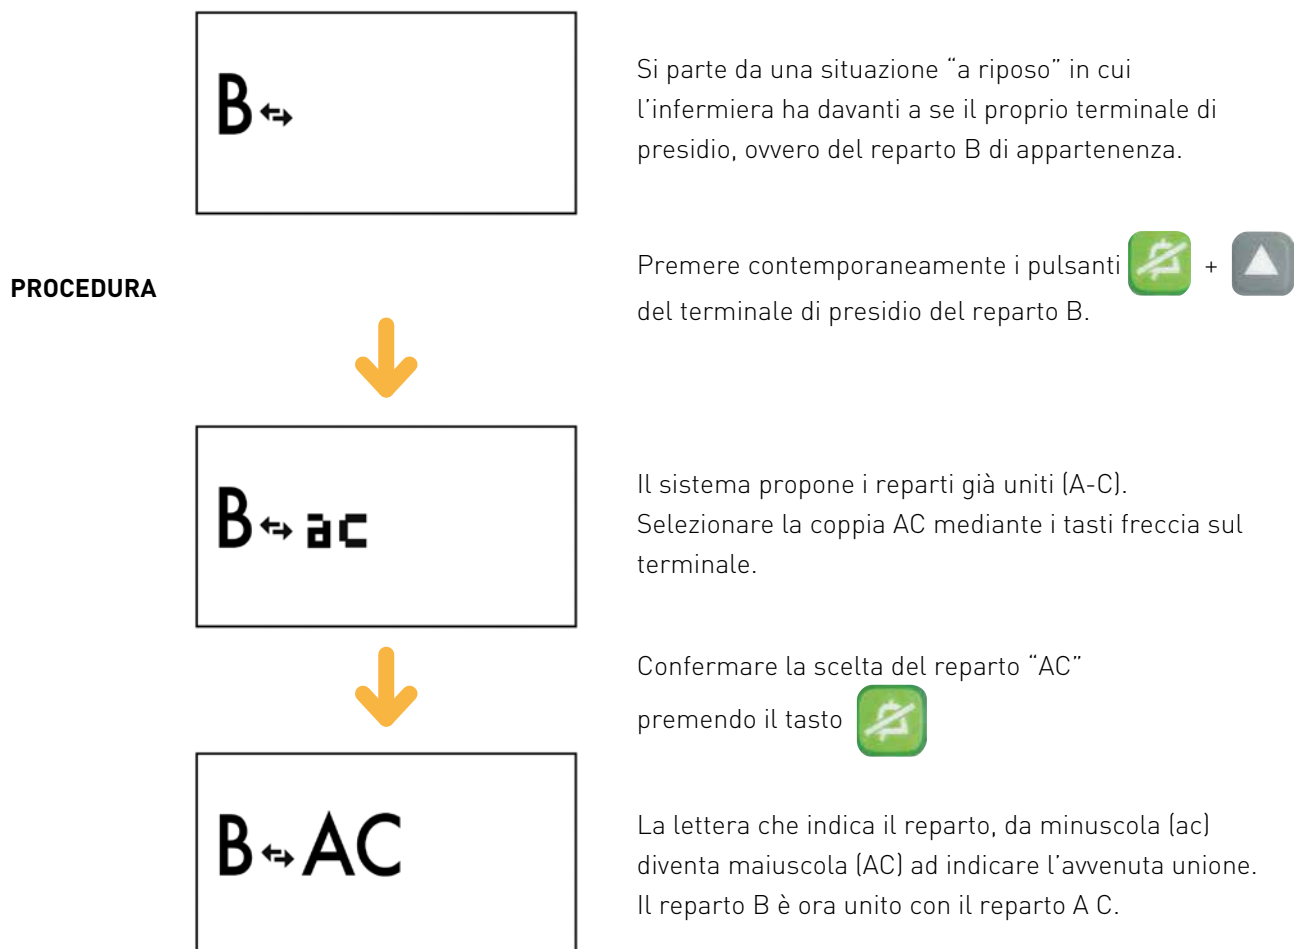 B↔
Si parte da una situazione “a riposo” in cui
l’infermiera ha davanti a se il proprio terminale di
presidio, ovvero del reparto B di appartenenza.
PROCEDURA
Premere contemporaneamente i pulsanti +
del terminale di presidio del reparto B.
B↔ac
Il sistema propone i reparti già uniti (A-C).
Selezionare la coppia AC mediante i tasti freccia sul
terminale.
Confermare la scelta del reparto “AC”
premendo il tasto
B↔AC
La lettera che indica il reparto, da minuscola (ac)
diventa maiuscola (AC) ad indicare l’avvenuta unione.
Il reparto B è ora unito con il reparto A C.